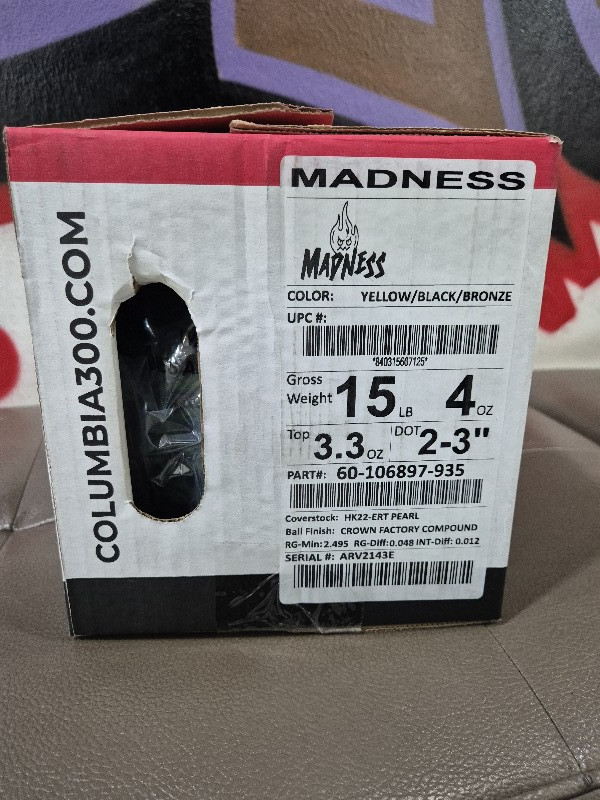 COLUMBIA300.COM
MADNESS
MADNESS
COLOR: YELLOW/BLACK/BRONZE
UPC #:
*840315607125*
Gross Weight 15 LB 4 OZ
Top 3.3 OZ DOT 2-3"
PART#: 60-106897-935
Coverstock: HK22-ERT PEARL
Ball Finish: CROWN FACTORY COMPOUND
RG-Min: 2.495 RG-Diff: 0.048 INT-Diff: 0.012
SERIAL #: ARV2143E